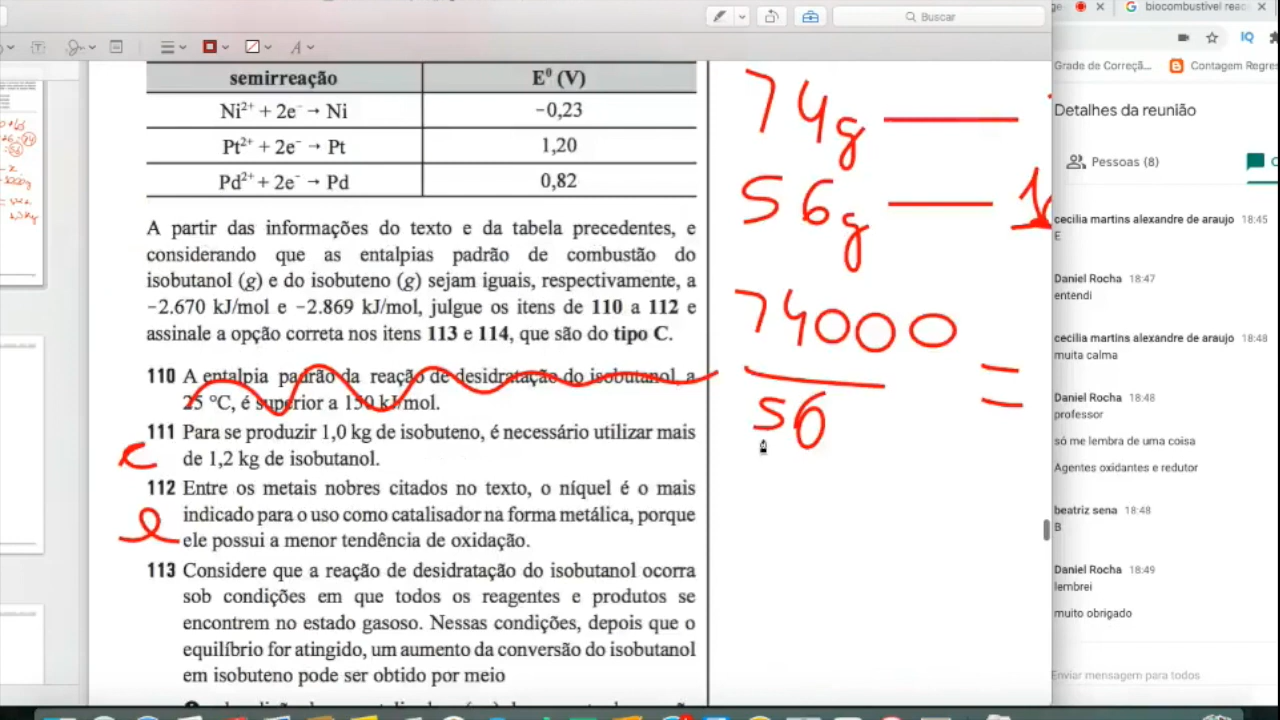 Buscar
biocombustivel reac
semirreação E⁰ (V)
Ni²⁺ + 2e⁻ → Ni −0,23
Pt²⁺ + 2e⁻ → Pt 1,20
Pd²⁺ + 2e⁻ → Pd 0,82
A partir das informações do texto e da tabela precedentes, e
considerando que as entalpias padrão de combustão do
isobutanol (g) e do isobuteno (g) sejam iguais, respectivamente, a
−2.670 kJ/mol e −2.869 kJ/mol, julgue os itens de 110 a 112 e
assinale a opção correta nos itens 113 e 114, que são do tipo C.
110 A entalpia padrão da reação de desidratação do isobutanol, a
25 °C, é superior a 150 kJ/mol.
111 Para se produzir 1,0 kg de isobuteno, é necessário utilizar mais
de 1,2 kg de isobutanol.
C
112 Entre os metais nobres citados no texto, o níquel é o mais
indicado para o uso como catalisador na forma metálica, porque
ele possui a menor tendência de oxidação.
e
113 Considere que a reação de desidratação do isobutanol ocorra
sob condições em que todos os reagentes e produtos se
encontrem no estado gasoso. Nessas condições, depois que o
equilíbrio for atingido, um aumento da conversão do isobutanol
em isobuteno pode ser obtido por meio
74g
56g
74000
56
=
IQ
Grade de Correçã... Contagem Regres
Detalhes da reunião
Pessoas (8)
cecilia martins alexandre de araujo 18:45
E
Daniel Rocha 18:47
entendi
cecilia martins alexandre de araujo 18:48
muita calma
Daniel Rocha 18:48
professor
só me lembra de uma coisa
Agentes oxidantes e redutor
beatriz sena 18:48
B
Daniel Rocha 18:49
lembrei
muito obrigado
Enviar mensagem para todos